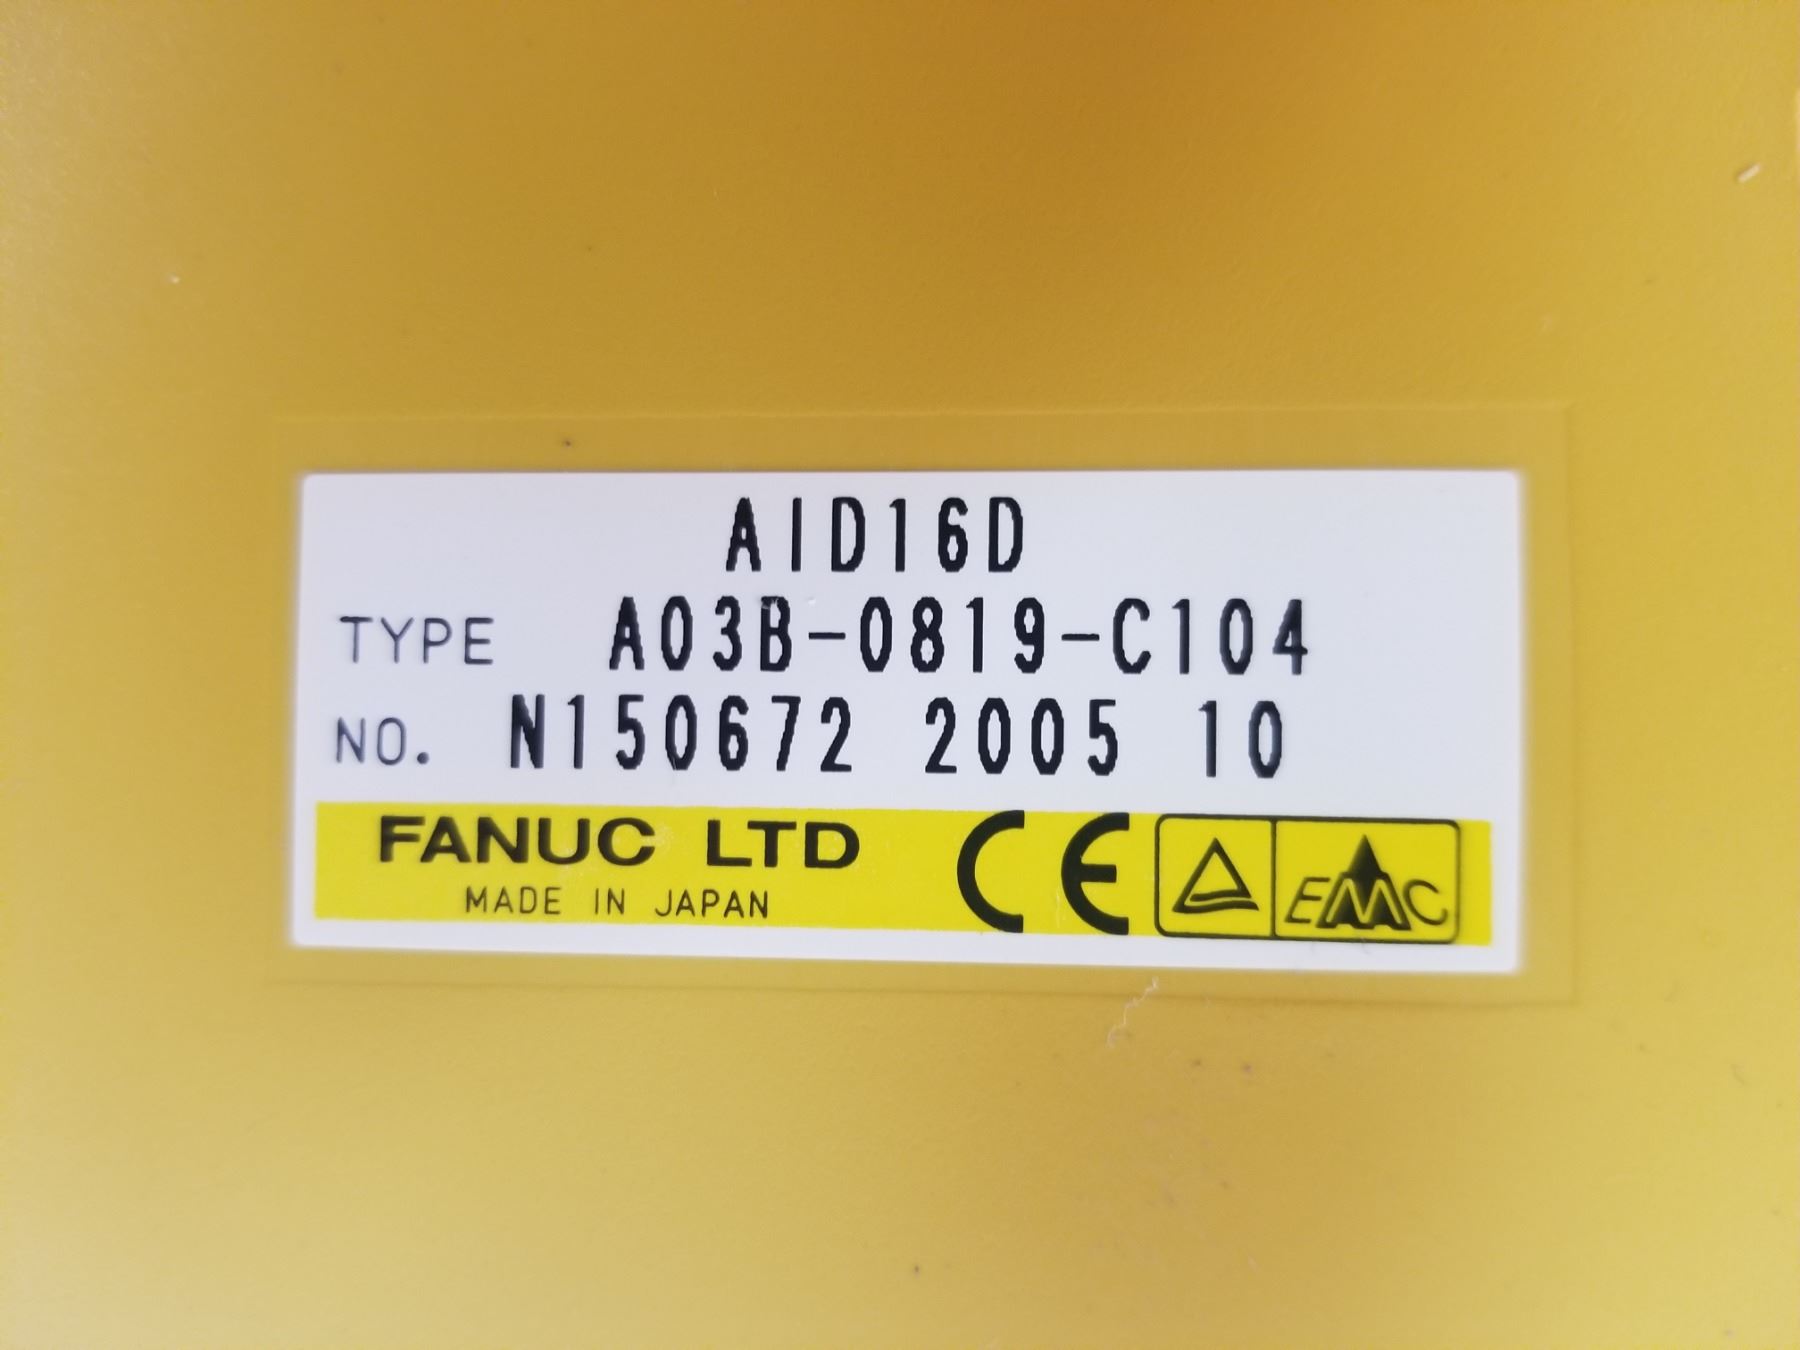 AID16D
TYPE A03B-0819-C104
NO. N150672 2005 10
FANUC LTD
MADE IN JAPAN
CE
EMC